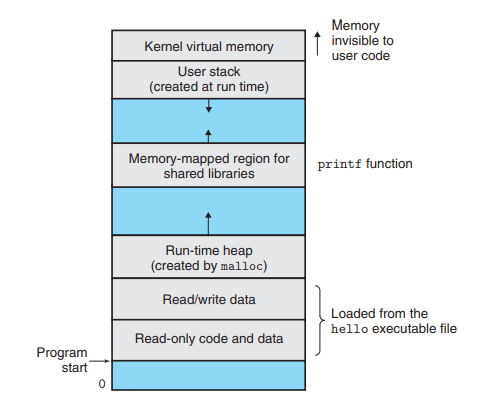 Memory
invisible to
user code
Kernel virtual memory
User stack
(created at run time)
Memory-mapped region for
shared libraries
printf function
Run-time heap
(created by malloc)
Read/write data
Loaded from the
hello executable file
Read-only code and data
Program
start
0